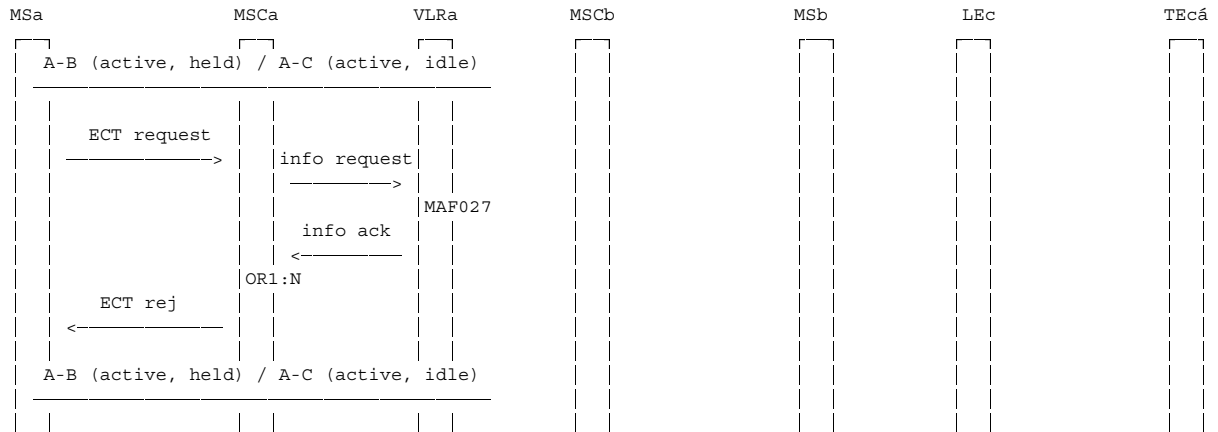 MSa MSCa VLRa MSCb MSb LEc TEcá
A-B (active, held) / A-C (active, idle)
ECT request
info request
MAF027
info ack
OR1:N
ECT rej
A-B (active, held) / A-C (active, idle)